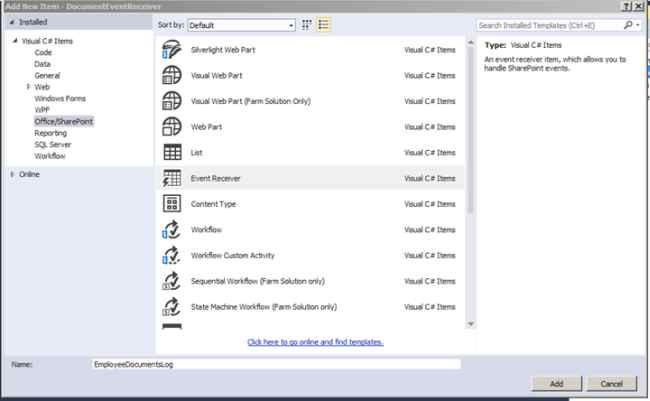 Add New Item - DocumentEventReceiver
Installed
Sort by: Default
Search Installed Templates (Ctrl+E)
Visual C# Items
Code
Data
General
Web
Windows Forms
WPF
Office/SharePoint
Reporting
SQL Server
Workflow
Online
Silverlight Web Part Visual C# Items
Visual Web Part Visual C# Items
Visual Web Part (Farm Solution Only) Visual C# Items
Web Part Visual C# Items
List Visual C# Items
Event Receiver Visual C# Items
Content Type Visual C# Items
Workflow Visual C# Items
Workflow Custom Activity Visual C# Items
Sequential Workflow (Farm Solution only) Visual C# Items
State Machine Workflow (Farm Solution only) Visual C# Items
Click here to go online and find templates.
Type: Visual C# Items
An event receiver item, which allows you to
handle SharePoint events.
Name: EmployeeDocumentsLog
Add Cancel